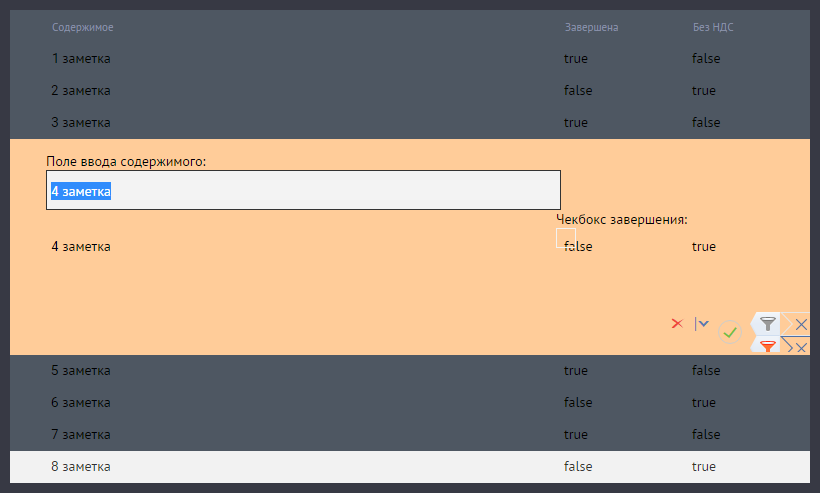 Содержимое Завершена Без НДС
1 заметка true false
2 заметка false true
3 заметка true false
Поле ввода содержимого:
4 заметка
Чекбокс завершения:
4 заметка false true
5 заметка true false
6 заметка false true
7 заметка true false
8 заметка false true